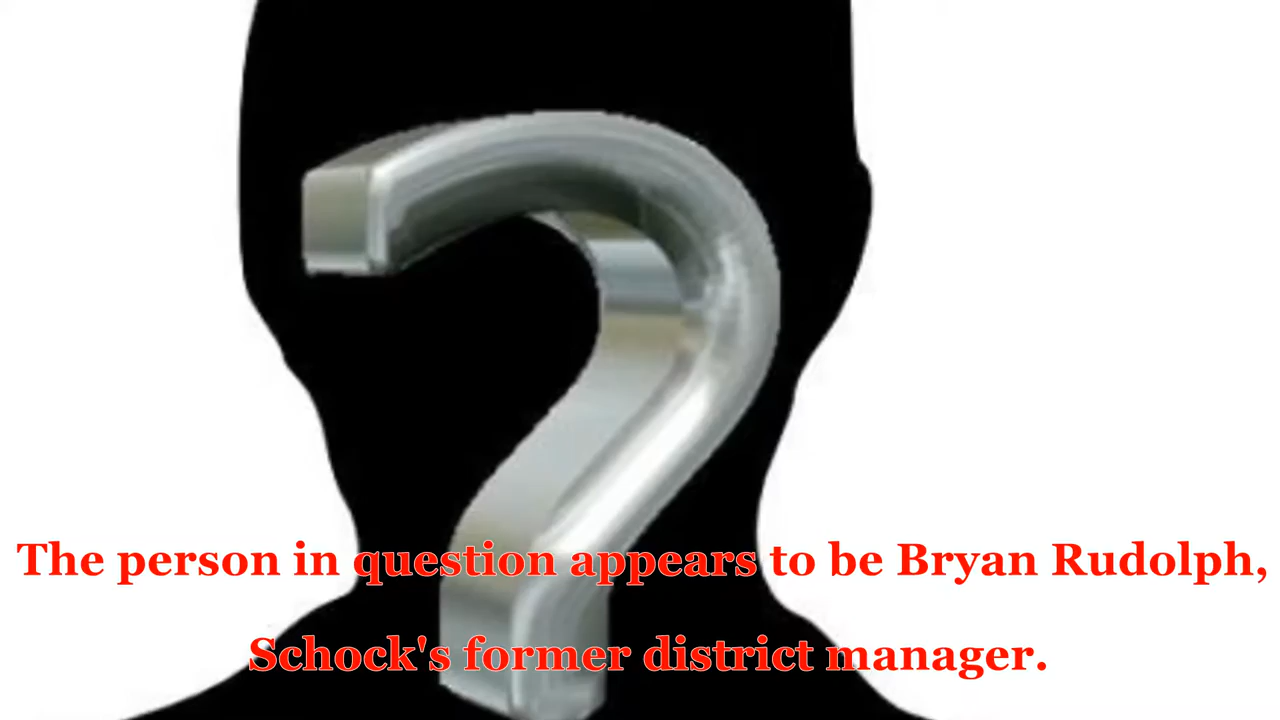 The person in question appears to be Bryan Rudolph,
Schock's former district manager.